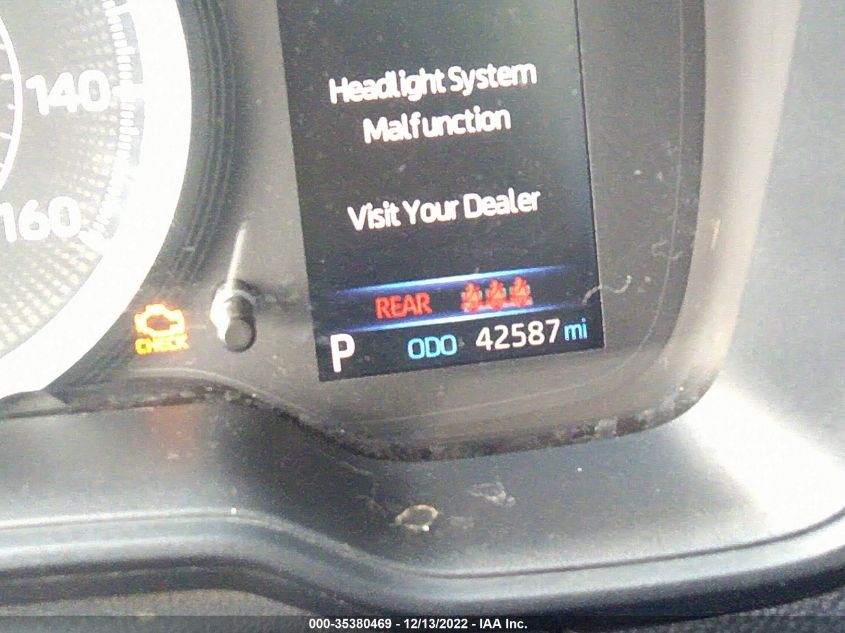 140
160
Headlight System
Malfunction
Visit Your Dealer
REAR
CHECK
P ODO 42587 mi
000-35380469 - 12/13/2022 - IAA Inc.